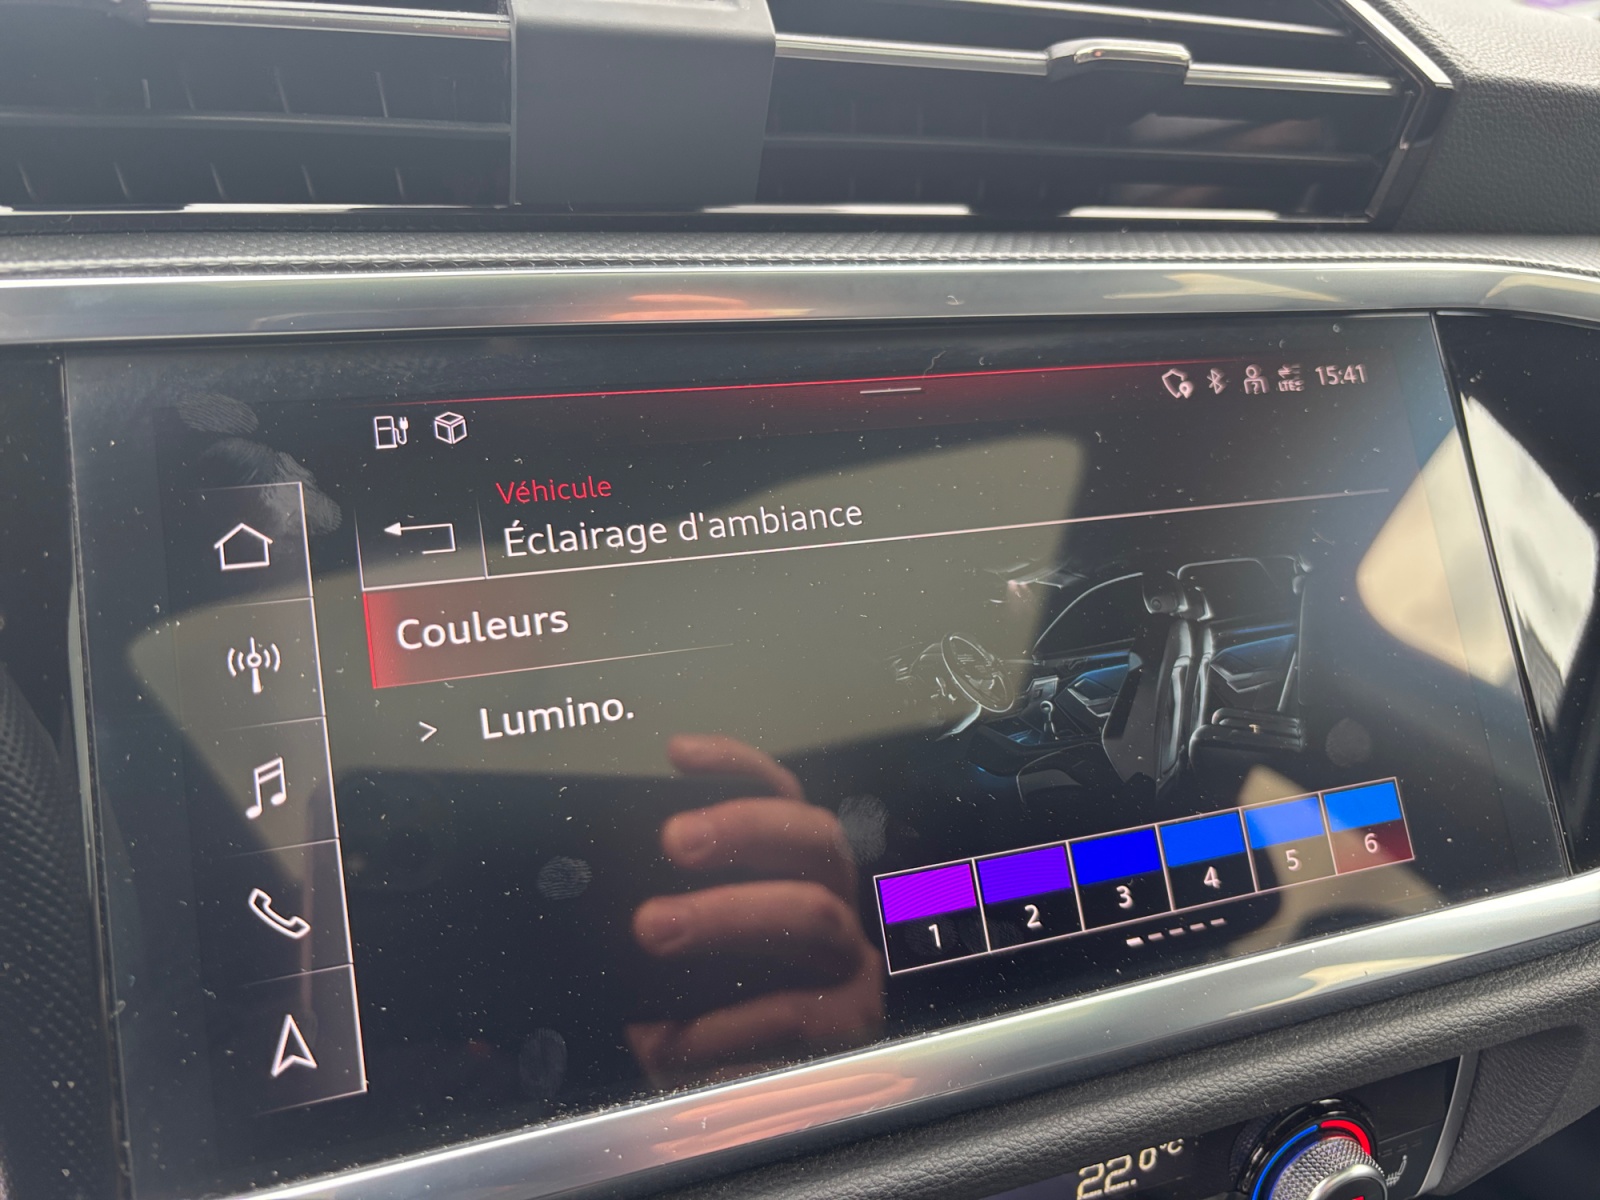 15:41
Véhicule
Éclairage d'ambiance
Couleurs
> Lumino.
1 2 3 4 5 6
22.0°C